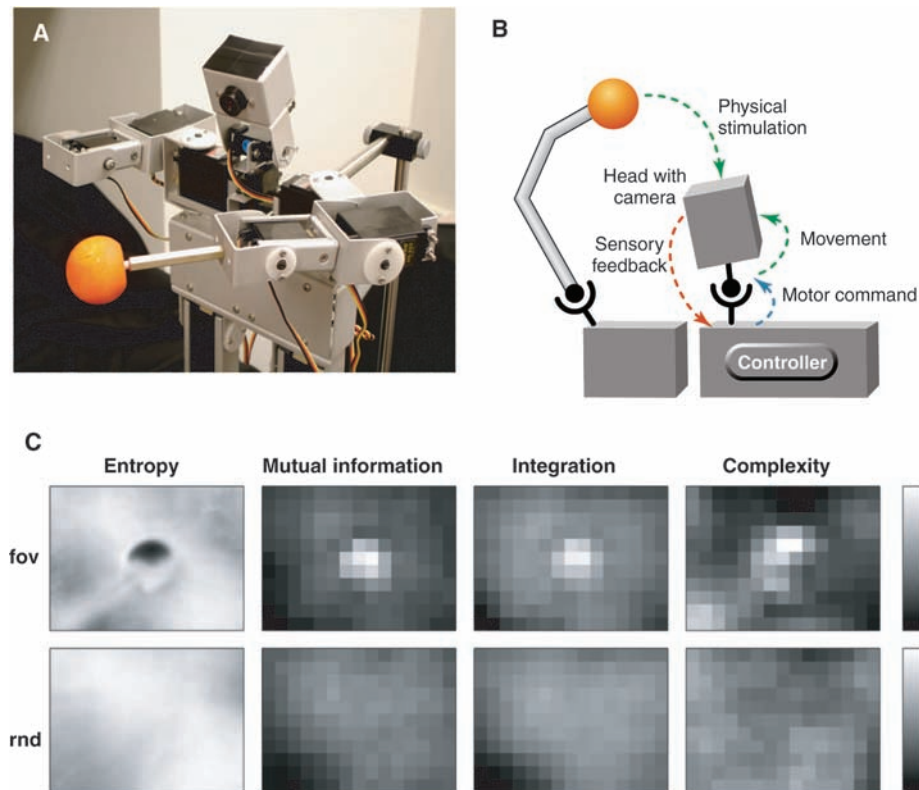 A
B
Physical
stimulation
Head with
camera
Sensory
feedback
Movement
Motor command
Controller
C
Entropy Mutual information Integration Complexity
fov
rnd